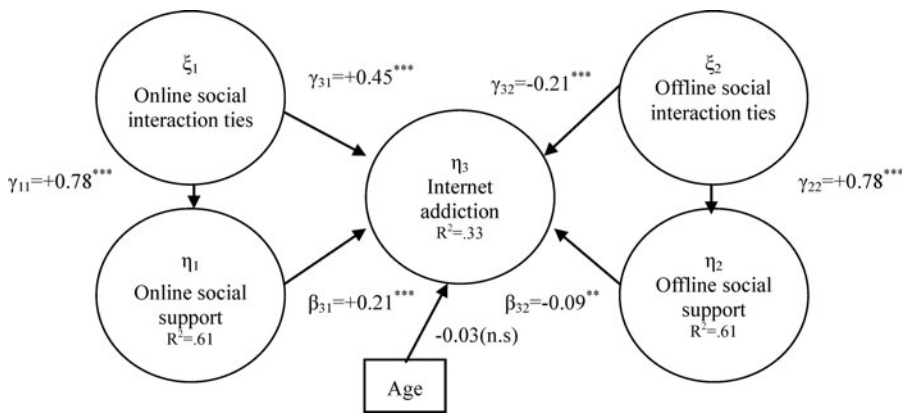 ξ₁
Online social
interaction ties
γ₃₁=+0.45***
γ₃₂=-0.21***
ξ₂
Offline social
interaction ties
γ₁₁=+0.78***
η₃
Internet
addiction
R²=.33
γ₂₂=+0.78***
η₁
Online social
support
R²=.61
β₃₁=+0.21***
β₃₂=-0.09**
η₂
Offline social
support
R²=.61
-0.03(n.s)
Age